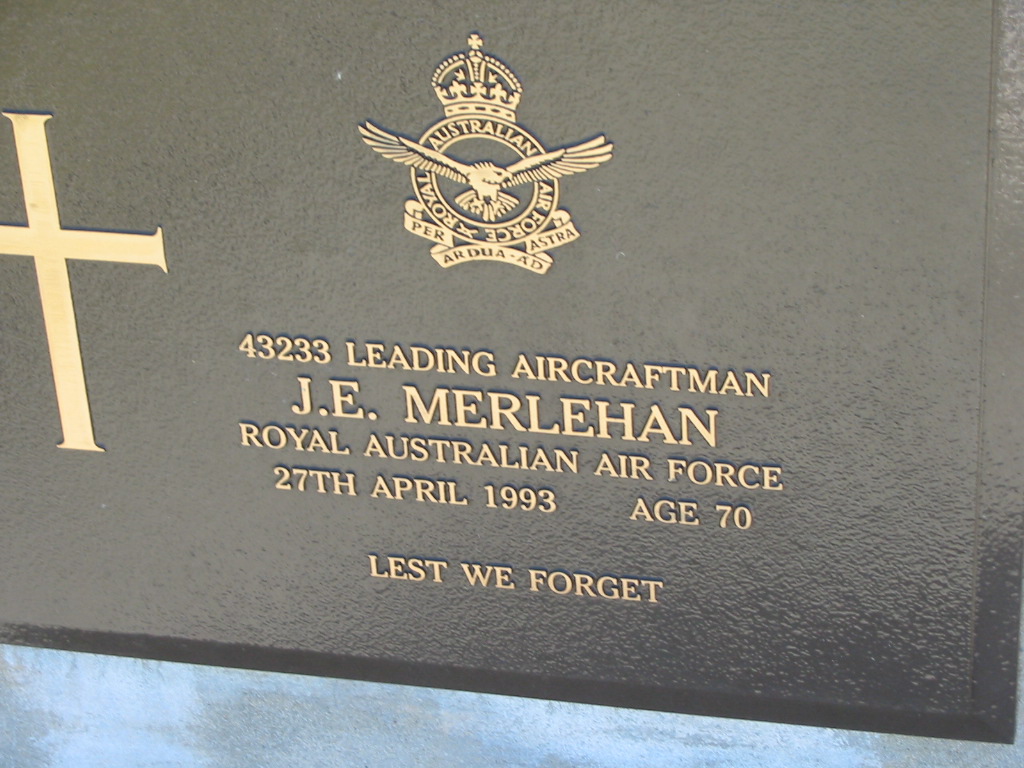 ROYAL AUSTRALIAN AIR FORCE
PER ARDUA · AD ASTRA
43233 LEADING AIRCRAFTMAN
J.E. MERLEHAN
ROYAL AUSTRALIAN AIR FORCE
27TH APRIL 1993 AGE 70
LEST WE FORGET